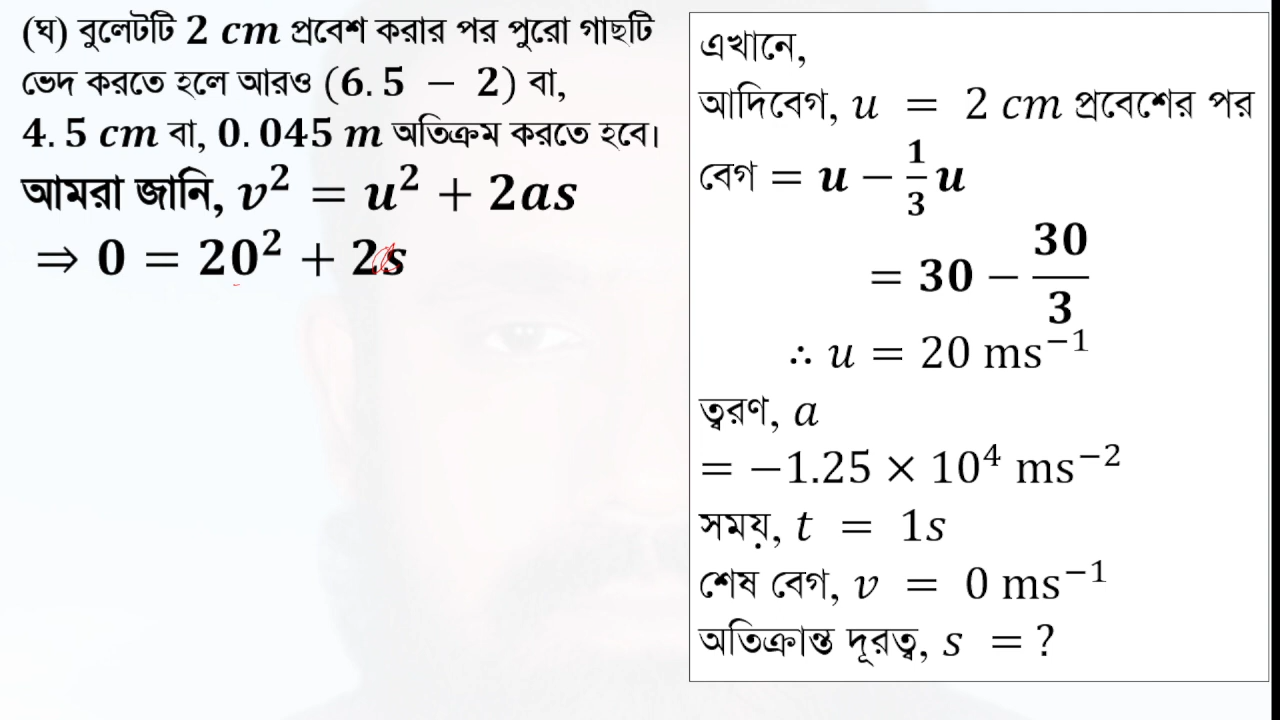 (ঘ) বুলেটটি 2 cm প্রবেশ করার পর পুরো গাছটি
ভেদ করতে হলে আরও (6.5 − 2) বা,
4.5 cm বা, 0.045 m অতিক্রম করতে হবে।
আমরা জানি, v² = u² + 2as
⇒ 0 = 20² + 2s
এখানে,
আদিবেগ, u = 2 cm প্রবেশের পর
বেগ = u − 1/3 u
= 30 − 30/3
∴ u = 20 ms⁻¹
ত্বরণ, a
= −1.25 × 10⁴ ms⁻²
সময়, t = 1s
শেষ বেগ, v = 0 ms⁻¹
অতিক্রান্ত দূরত্ব, s = ?